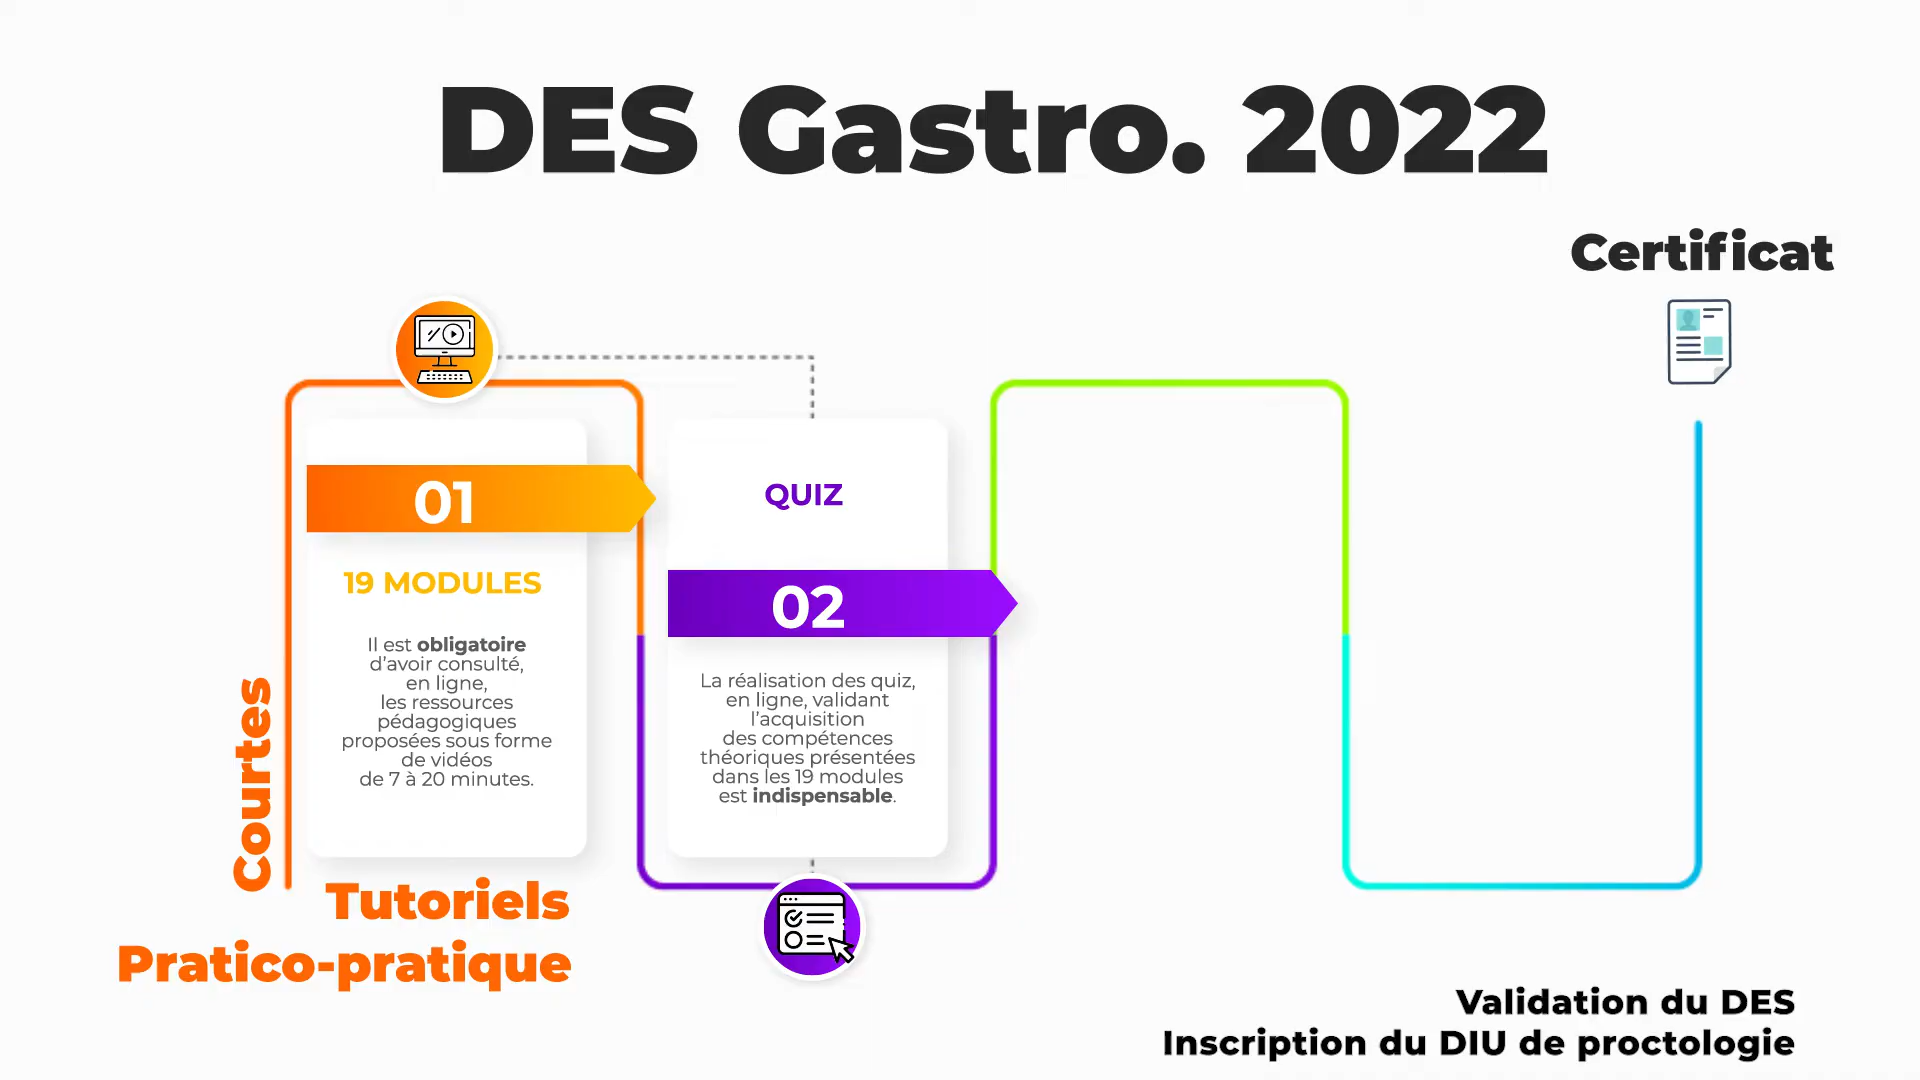 DES Gastro. 2022
Certificat
01
19 MODULES
Il est obligatoire
d'avoir consulté,
en ligne,
les ressources
pédagogiques
proposées sous forme
de vidéos
de 7 à 20 minutes.
QUIZ
02
La réalisation des quiz,
en ligne, validant
l'acquisition
des compétences
théoriques présentées
dans les 19 modules
est indispensable.
Courtes
Tutoriels
Pratico-pratique
Validation du DES
Inscription du DIU de proctologie